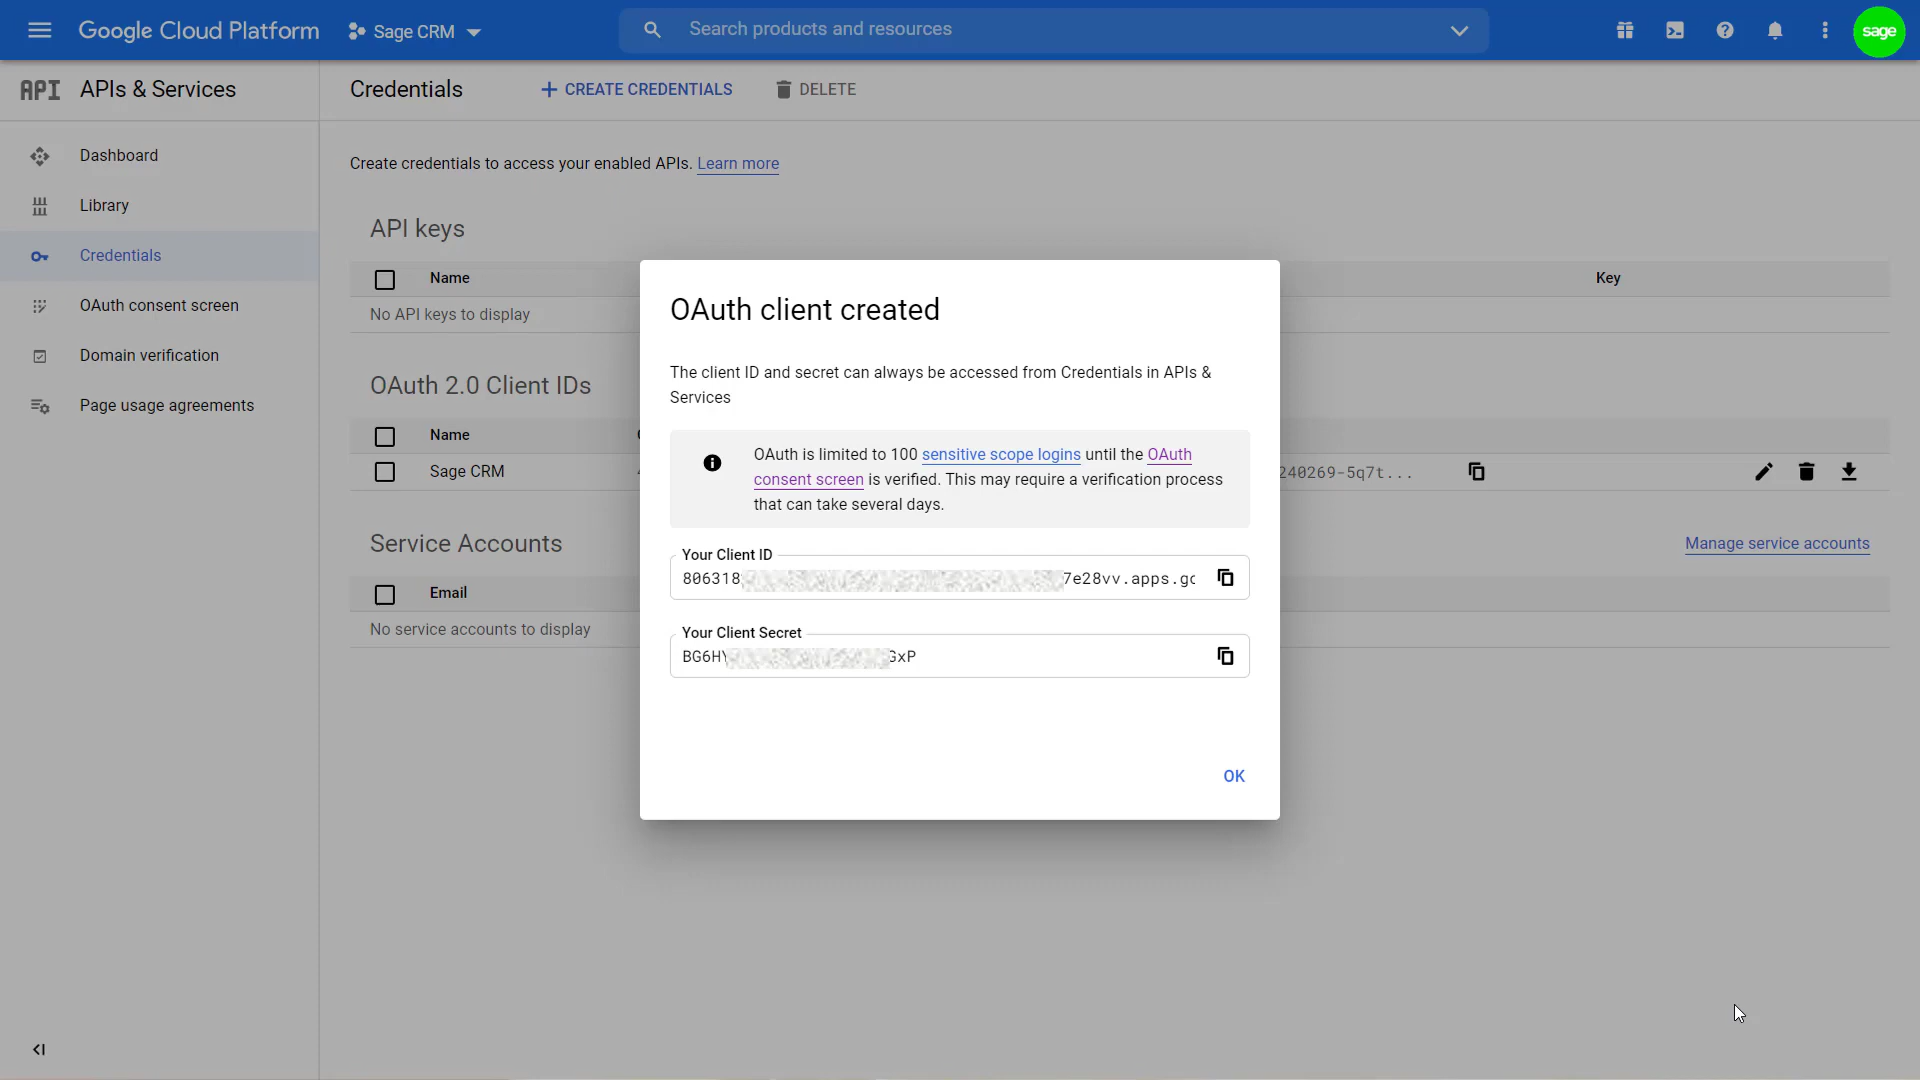 Google Cloud Platform
Sage CRM
Search products and resources
sage
API APIs & Services
Credentials
CREATE CREDENTIALS
DELETE
Dashboard
Library
Credentials
OAuth consent screen
Domain verification
Page usage agreements
Create credentials to access your enabled APIs. Learn more
API keys
Name
Key
No API keys to display
OAuth 2.0 Client IDs
Name
Sage CRM
240269-5q7t...
Service Accounts
Manage service accounts
Email
No service accounts to display
OAuth client created
The client ID and secret can always be accessed from Credentials in APIs &
Services
OAuth is limited to 100 sensitive scope logins until the OAuth
consent screen is verified. This may require a verification process
that can take several days.
Your Client ID
806318 7e28vv.apps.go
Your Client Secret
BG6HY GxP
OK